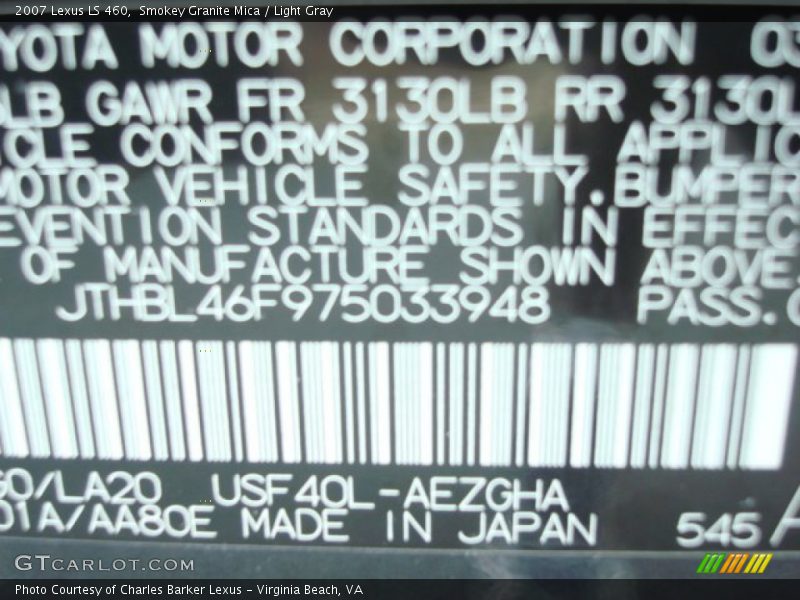 2007 Lexus LS 460, Smokey Granite Mica / Light Gray
YOTA MOTOR CORPORATION 03
LB GAWR FR 3130LB RR 3130L
CLE CONFORMS TO ALL APPLIC
MOTOR VEHICLE SAFETY.BUMPER
EVENTION STANDARDS IN EFFEC
OF MANUFACTURE SHOWN ABOVE.
JTHBL46F975033948 PASS.C
G0/LA20 USF40L-AEZGHA
01A/AA80E MADE IN JAPAN 545 A
GTCARLOT.COM
Photo Courtesy of Charles Barker Lexus - Virginia Beach, VA